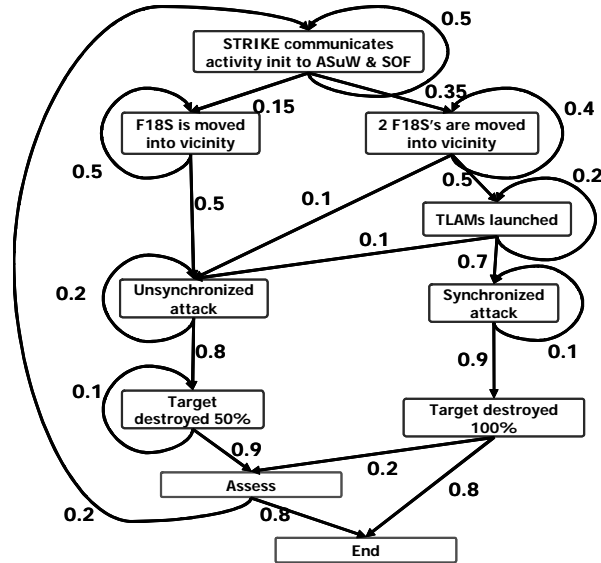 0.5
STRIKE communicates
activity init to ASuW & SOF
0.15
0.35
0.4
F18S is moved
into vicinity
2 F18S's are moved
into vicinity
0.5
0.5
0.1
0.5
0.2
TLAMs launched
0.1
0.7
0.2
Unsynchronized
attack
Synchronized
attack
0.1
0.8
0.9
0.1
Target
destroyed 50%
Target destroyed
100%
0.9
0.2
Assess
0.2
0.8
0.8
End